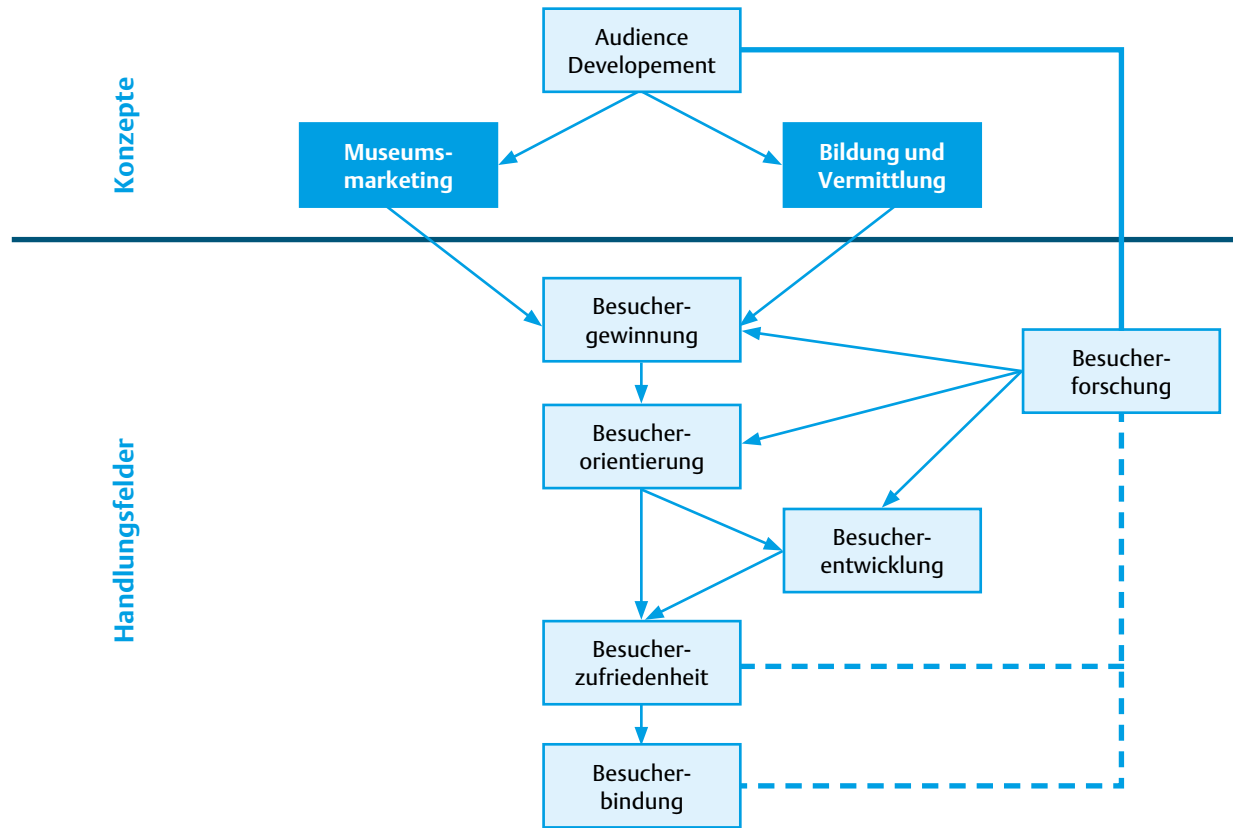 Konzepte
Audience
Developement
Museums-
marketing
Bildung und
Vermittlung
Handlungsfelder
Besucher-
gewinnung
Besucher-
forschung
Besucher-
orientierung
Besucher-
entwicklung
Besucher-
zufriedenheit
Besucher-
bindung